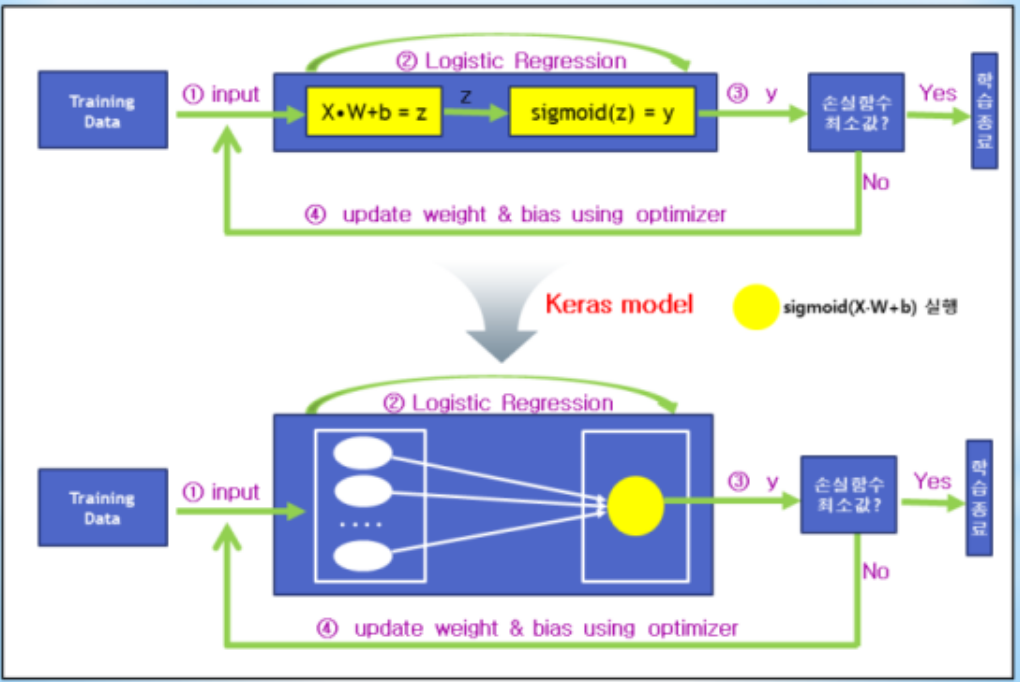 ② Logistic Regression
Training
Data
① input
X•W+b = z
z
sigmoid(z) = y
③ y
손실함수
최소값?
Yes
학
습
종
료
No
④ update weight & bias using optimizer
Keras model
sigmoid(X·W+b) 실행
② Logistic Regression
Training
Data
① input
....
③ y
손실함수
최소값?
Yes
학
습
종
료
No
④ update weight & bias using optimizer